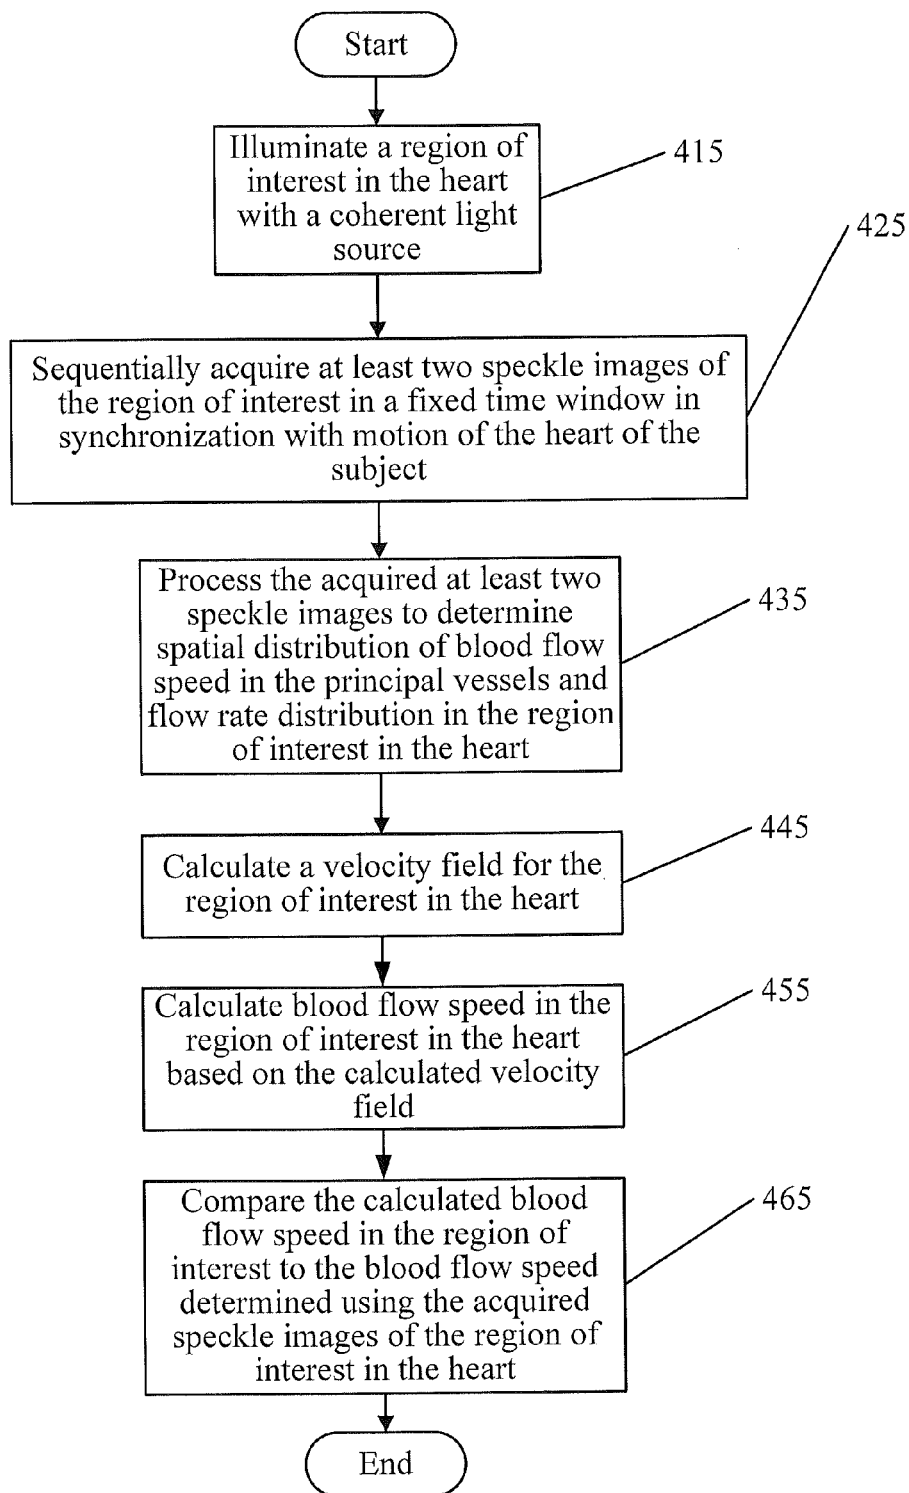 Start
Illuminate a region of
interest in the heart
with a coherent light
source
415
425
Sequentially acquire at least two speckle images of
the region of interest in a fixed time window in
synchronization with motion of the heart of the
subject
Process the acquired at least two
speckle images to determine
spatial distribution of blood flow
speed in the principal vessels and
flow rate distribution in the region
of interest in the heart
435
Calculate a velocity field for the
region of interest in the heart
445
Calculate blood flow speed in the
region of interest in the heart
based on the calculated velocity
field
455
Compare the calculated blood
flow speed in the region of
interest to the blood flow speed
determined using the acquired
speckle images of the region of
interest in the heart
465
End